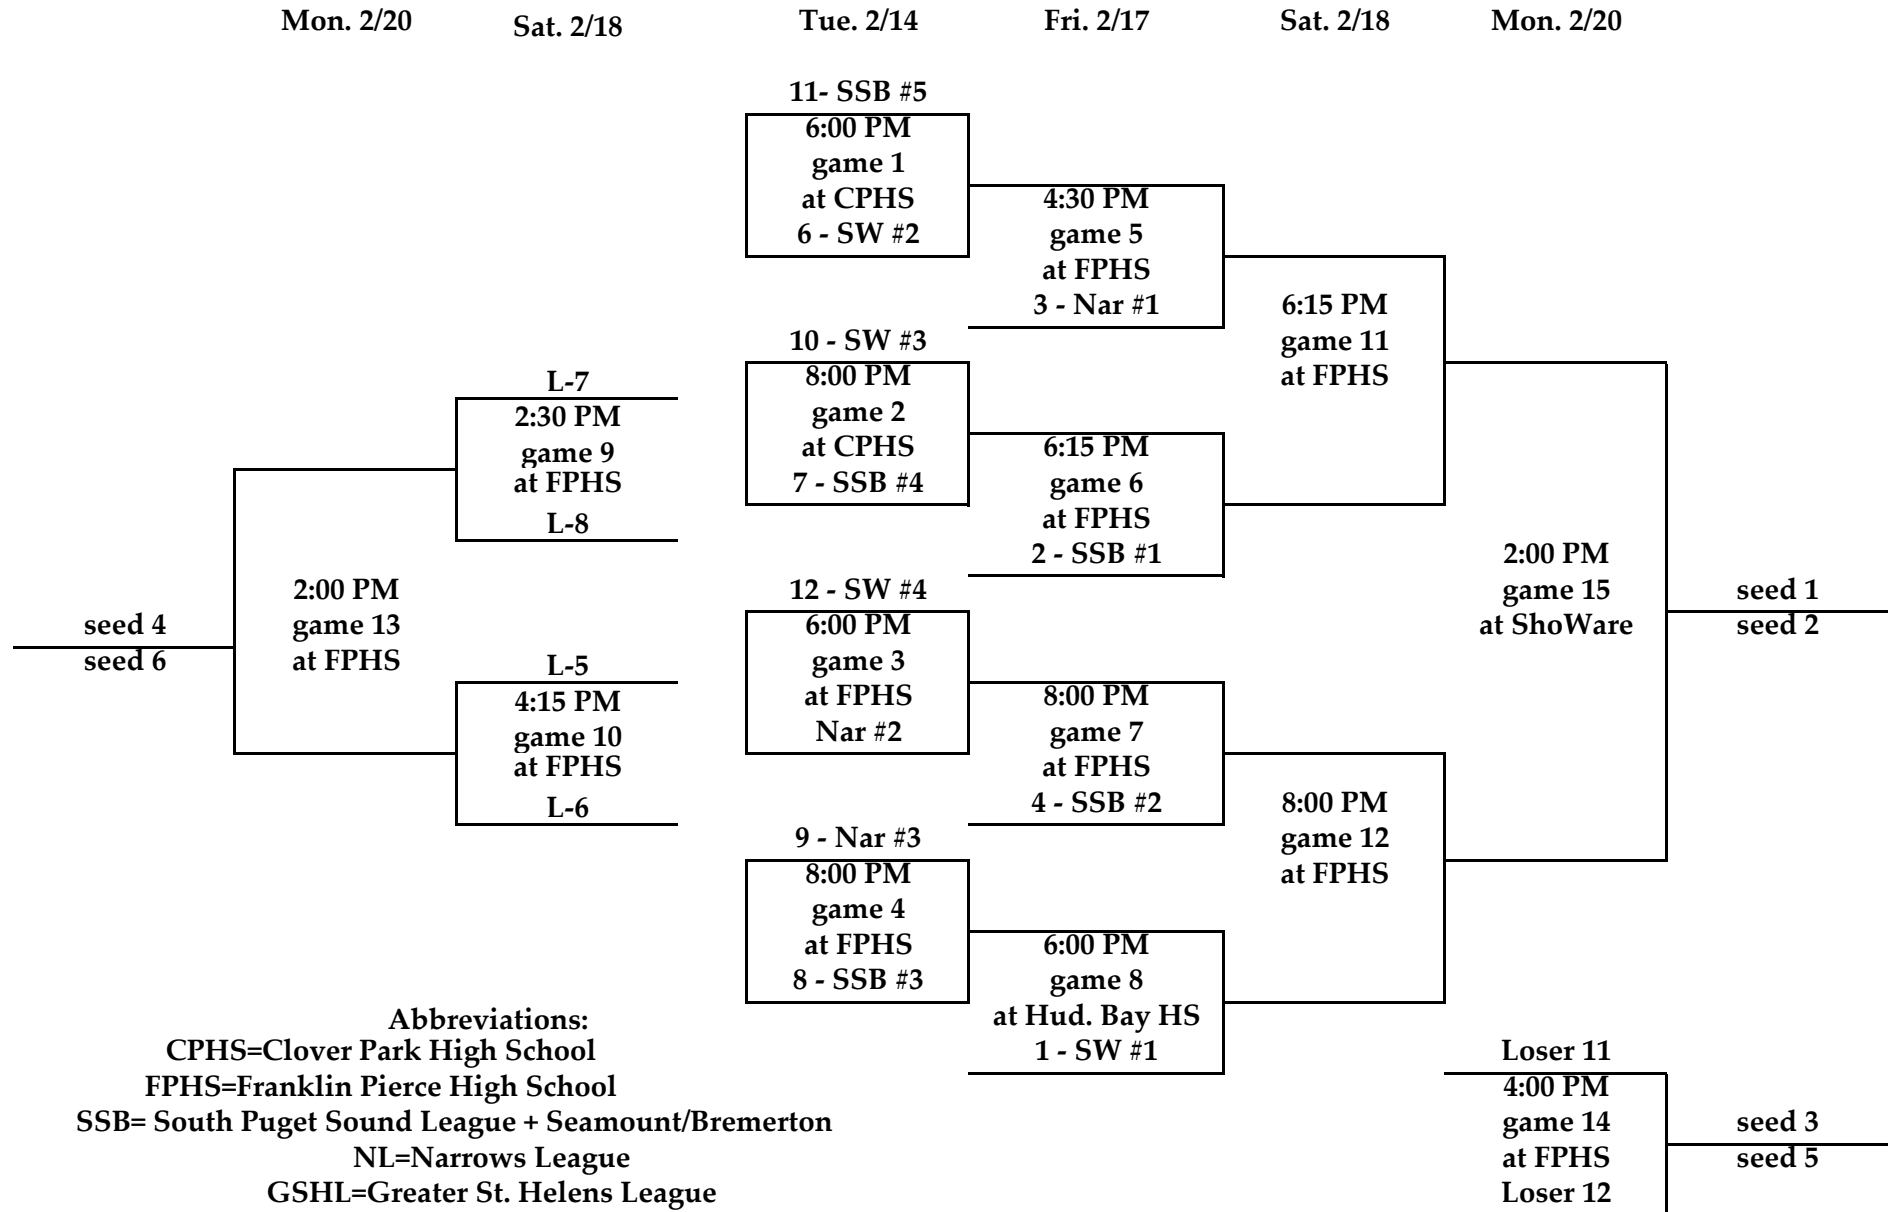 Mon. 2/20
Sat. 2/18
Tue. 2/14
Fri. 2/17
Sat. 2/18
Mon. 2/20
L-7
2:30 PM
game 9
at FPHS
L-8
2:00 PM
game 13
at FPHS
seed 4
seed 6
L-5
4:15 PM
game 10
at FPHS
L-6
11- SSB #5
6:00 PM
game 1
at CPHS
6 - SW #2
10 - SW #3
8:00 PM
game 2
at CPHS
7 - SSB #4
12 - SW #4
6:00 PM
game 3
at FPHS
Nar #2
9 - Nar #3
8:00 PM
game 4
at FPHS
8 - SSB #3
4:30 PM
game 5
at FPHS
3 - Nar #1
6:15 PM
game 6
at FPHS
2 - SSB #1
8:00 PM
game 7
at FPHS
4 - SSB #2
6:00 PM
game 8
at Hud. Bay HS
1 - SW #1
6:15 PM
game 11
at FPHS
8:00 PM
game 12
at FPHS
2:00 PM
game 15
at ShoWare
seed 1
seed 2
Loser 11
4:00 PM
game 14
at FPHS
Loser 12
seed 3
seed 5
Abbreviations:
CPHS=Clover Park High School
FPHS=Franklin Pierce High School
SSB= South Puget Sound League + Seamount/Bremerton
NL=Narrows League
GSHL=Greater St. Helens League